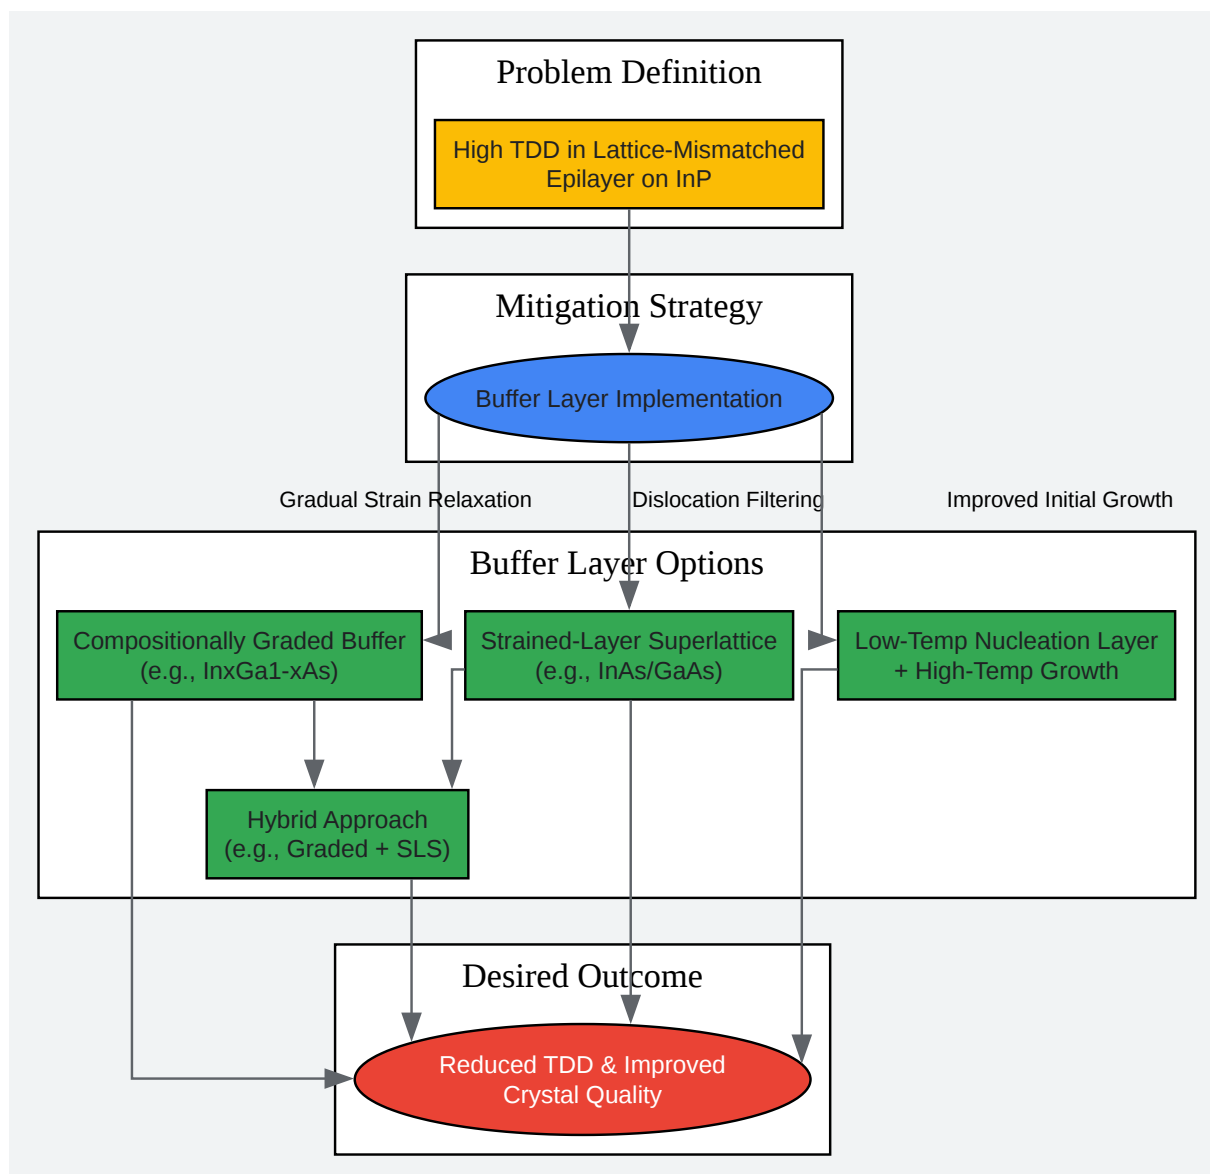 Problem Definition
High TDD in Lattice-Mismatched
Epilayer on InP
Mitigation Strategy
Buffer Layer Implementation
Gradual Strain Relaxation
Dislocation Filtering
Improved Initial Growth
Buffer Layer Options
Compositionally Graded Buffer
(e.g., InxGa1-xAs)
Strained-Layer Superlattice
(e.g., InAs/GaAs)
Low-Temp Nucleation Layer
+ High-Temp Growth
Hybrid Approach
(e.g., Graded + SLS)
Desired Outcome
Reduced TDD & Improved
Crystal Quality